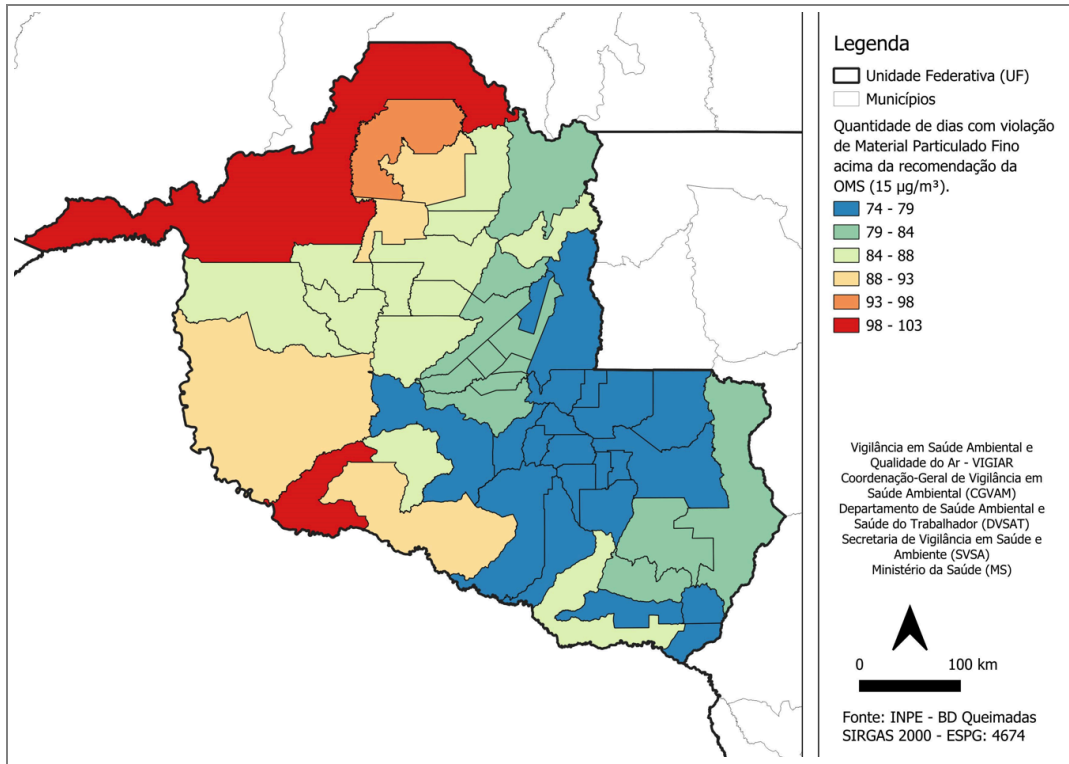 Legenda
Unidade Federativa (UF)
Municípios
Quantidade de dias com violação
de Material Particulado Fino
acima da recomendação da
OMS (15 µg/m³).
74 - 79
79 - 84
84 - 88
88 - 93
93 - 98
98 - 103
Vigilância em Saúde Ambiental e
Qualidade do Ar - VIGIAR
Coordenação-Geral de Vigilância em
Saúde Ambiental (CGVAM)
Departamento de Saúde Ambiental e
Saúde do Trabalhador (DVSAT)
Secretaria de Vigilância em Saúde e
Ambiente (SVSA)
Ministério da Saúde (MS)
0 100 km
Fonte: INPE - BD Queimadas
SIRGAS 2000 - ESPG: 4674